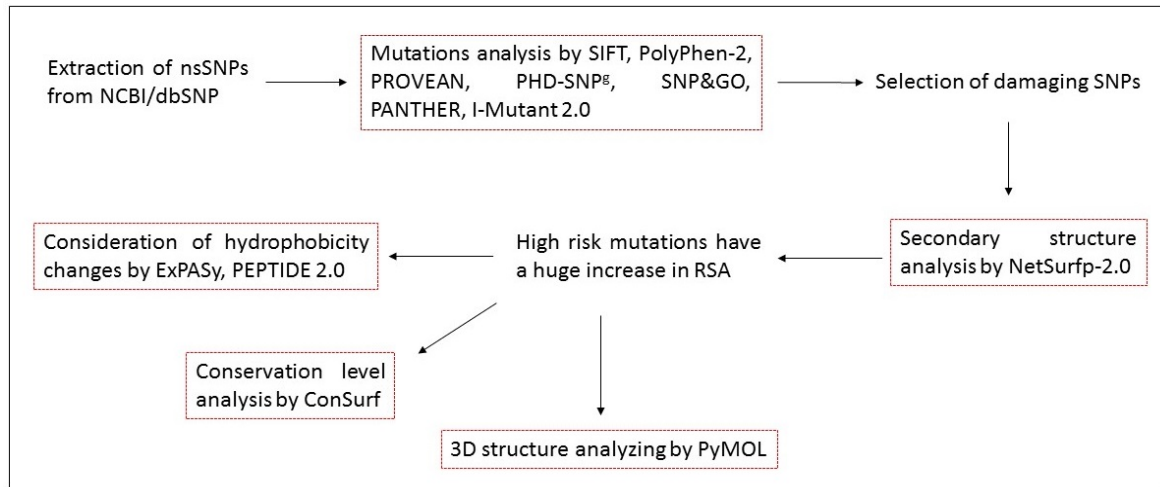 Extraction of nsSNPs
from NCBI/dbSNP
Mutations analysis by SIFT, PolyPhen-2,
PROVEAN, PHD-SNPᵍ, SNP&GO,
PANTHER, I-Mutant 2.0
Selection of damaging SNPs
Secondary structure
analysis by NetSurfp-2.0
High risk mutations have
a huge increase in RSA
Consideration of hydrophobicity
changes by ExPASy, PEPTIDE 2.0
Conservation level
analysis by ConSurf
3D structure analyzing by PyMOL